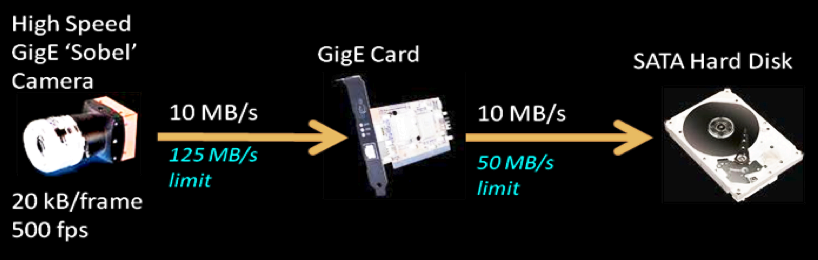 High Speed
GigE ‘Sobel’
Camera
GigE Card
SATA Hard Disk
10 MB/s
125 MB/s
limit
10 MB/s
50 MB/s
limit
20 kB/frame
500 fps